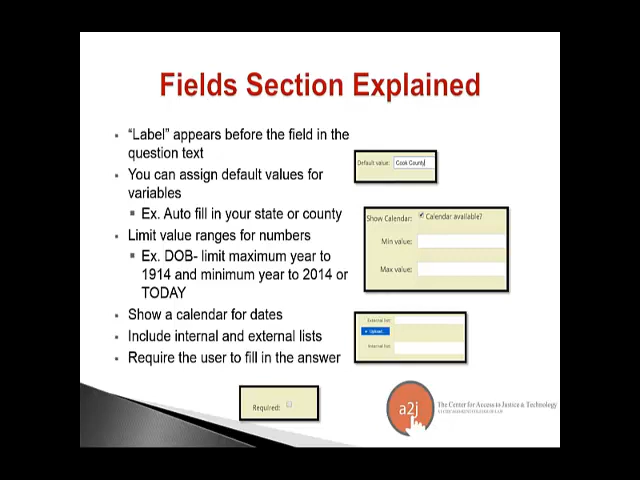 Fields Section Explained
“Label” appears before the field in the
question text
You can assign default values for
variables
Ex. Auto fill in your state or county
Limit value ranges for numbers
Ex. DOB- limit maximum year to
1914 and minimum year to 2014 or
TODAY
Show a calendar for dates
Include internal and external lists
Require the user to fill in the answer
Default value: Cook County
Show Calendar: Calendar available?
Min value:
Max value:
External list:
Upload...
Internal list:
Required:
a2j
The Center for Access to Justice & Technology